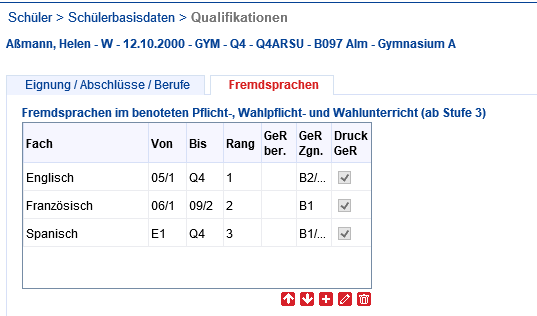 Schüler > Schülerbasisdaten > Qualifikationen
Aßmann, Helen - W - 12.10.2000 - GYM - Q4 - Q4ARSU - B097 Alm - Gymnasium A
Eignung / Abschlüsse / Berufe Fremdsprachen
Fremdsprachen im benoteten Pflicht-, Wahlpflicht- und Wahlunterricht (ab Stufe 3)
Fach Von Bis Rang GeR ber. GeR Zgn. Druck GeR
Englisch 05/1 Q4 1 B2/...
Französisch 06/1 09/2 2 B1
Spanisch E1 Q4 3 B1/...